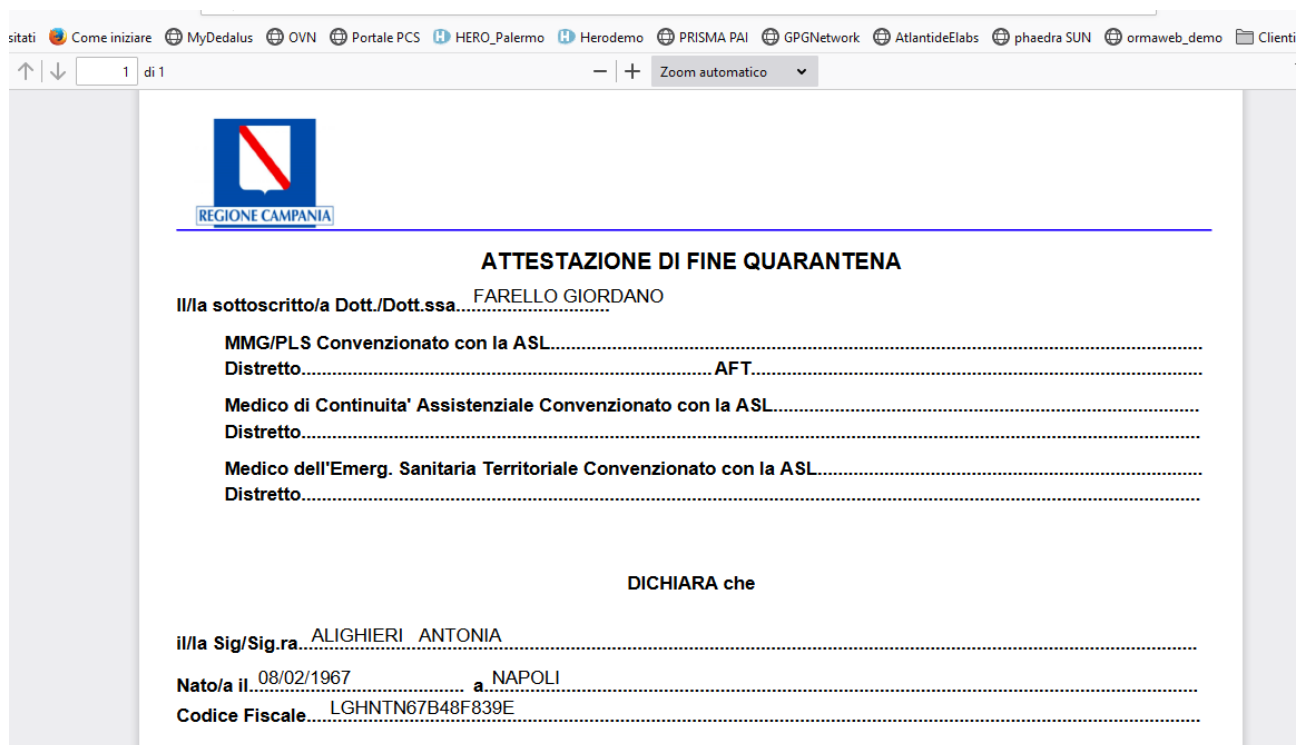 sitati Come iniziare MyDedalus OVN Portale PCS HERO_Palermo Herodemo PRISMA PAI GPGNetwork AtlantideElabs phaedra SUN ormaweb_demo Clienti
1 di 1 Zoom automatico
REGIONE CAMPANIA
ATTESTAZIONE DI FINE QUARANTENA
Il/la sottoscritto/a Dott./Dott.ssa..............................FARELLO GIORDANO
MMG/PLS Convenzionato con la ASL..............................
Distretto..............................AFT..............................
Medico di Continuita' Assistenziale Convenzionato con la ASL..............................
Distretto..............................
Medico dell'Emerg. Sanitaria Territoriale Convenzionato con la ASL..............................
Distretto..............................
DICHIARA che
il/la Sig/Sig.ra..ALIGHIERI ANTONIA..............................
Nato/a il..08/02/1967.............................. a..NAPOLI..............................
Codice Fiscale....LGHNTN67B48F839E..............................